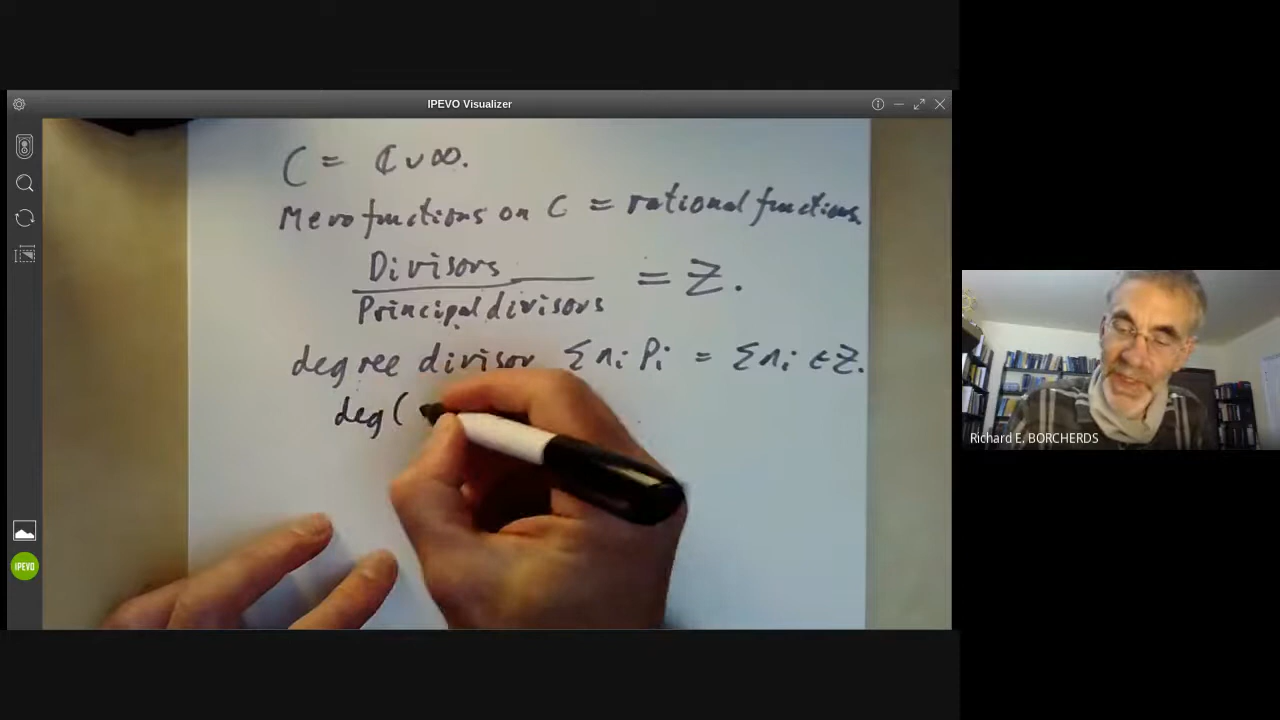 IPEVO Visualizer
C = ℂ ∪ ∞.
Mero functions on C = rational functions.
Divisors
Principal divisors
= Z.
degree divisor Σ nᵢ Pᵢ = Σ nᵢ ∈ Z.
deg (
Richard E. BORCHERDS
IPEVO